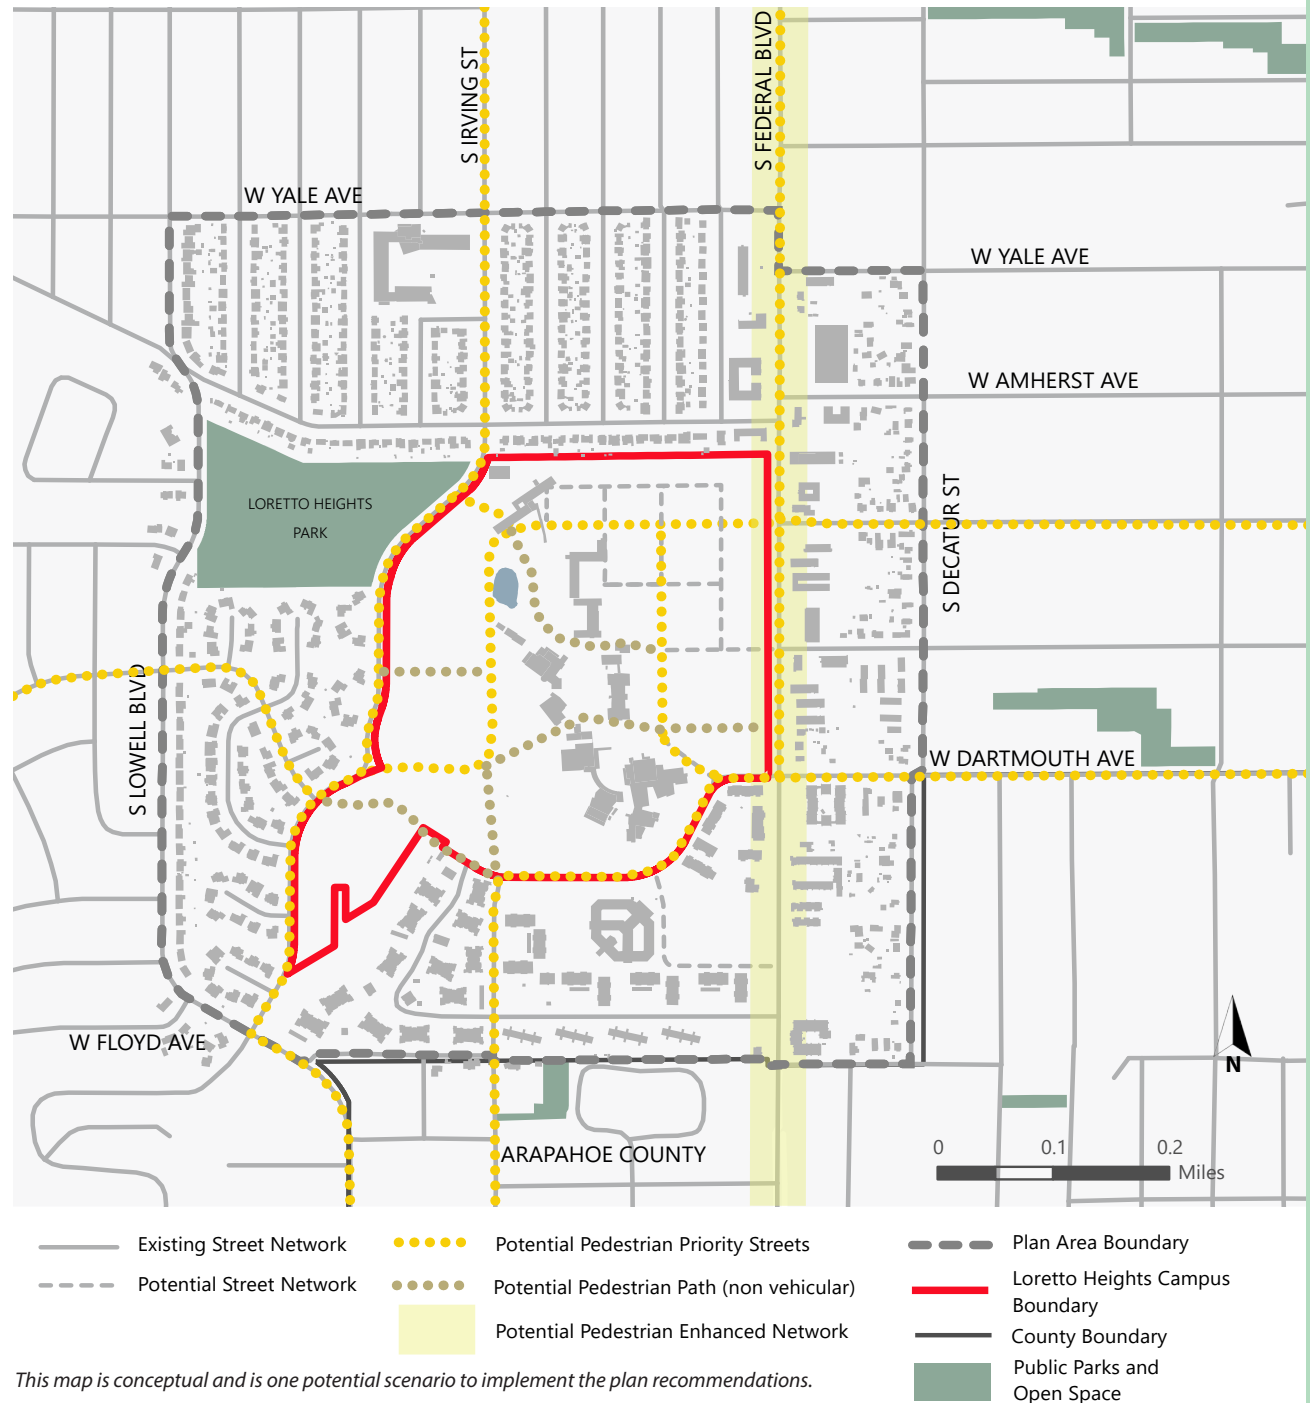 S IRVING ST
S FEDERAL BLVD
W YALE AVE
W YALE AVE
W AMHERST AVE
LORETTO HEIGHTS
PARK
S DECATUR ST
S LOWELL BLVD
W DARTMOUTH AVE
W FLOYD AVE
N
ARAPAHOE COUNTY
0 0.1 0.2
Miles
Existing Street Network
Potential Street Network
Potential Pedestrian Priority Streets
Potential Pedestrian Path (non vehicular)
Potential Pedestrian Enhanced Network
Plan Area Boundary
Loretto Heights Campus
Boundary
County Boundary
Public Parks and
Open Space
This map is conceptual and is one potential scenario to implement the plan recommendations.